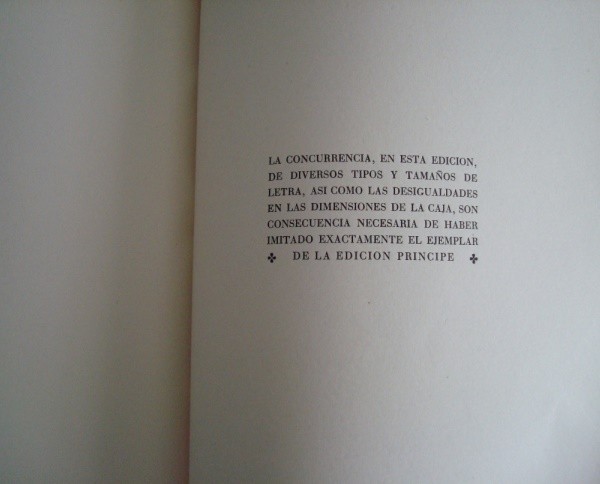 LA CONCURRENCIA, EN ESTA EDICION,
DE DIVERSOS TIPOS Y TAMAÑOS DE
LETRA, ASI COMO LAS DESIGUALDADES
EN LAS DIMENSIONES DE LA CAJA, SON
CONSECUENCIA NECESARIA DE HABER
IMITADO EXACTAMENTE EL EJEMPLAR
✤ DE LA EDICION PRINCIPE ✤